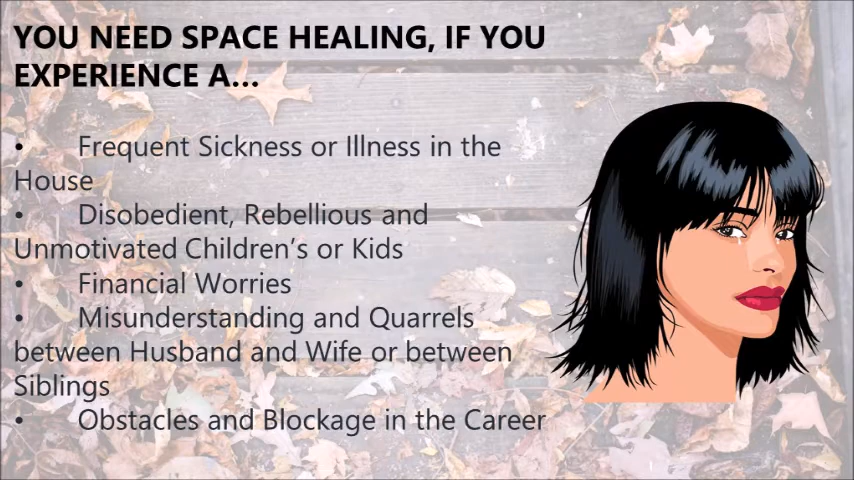 YOU NEED SPACE HEALING, IF YOU
EXPERIENCE A...
• Frequent Sickness or Illness in the
House
• Disobedient, Rebellious and
Unmotivated Children’s or Kids
• Financial Worries
• Misunderstanding and Quarrels
between Husband and Wife or between
Siblings
• Obstacles and Blockage in the Career